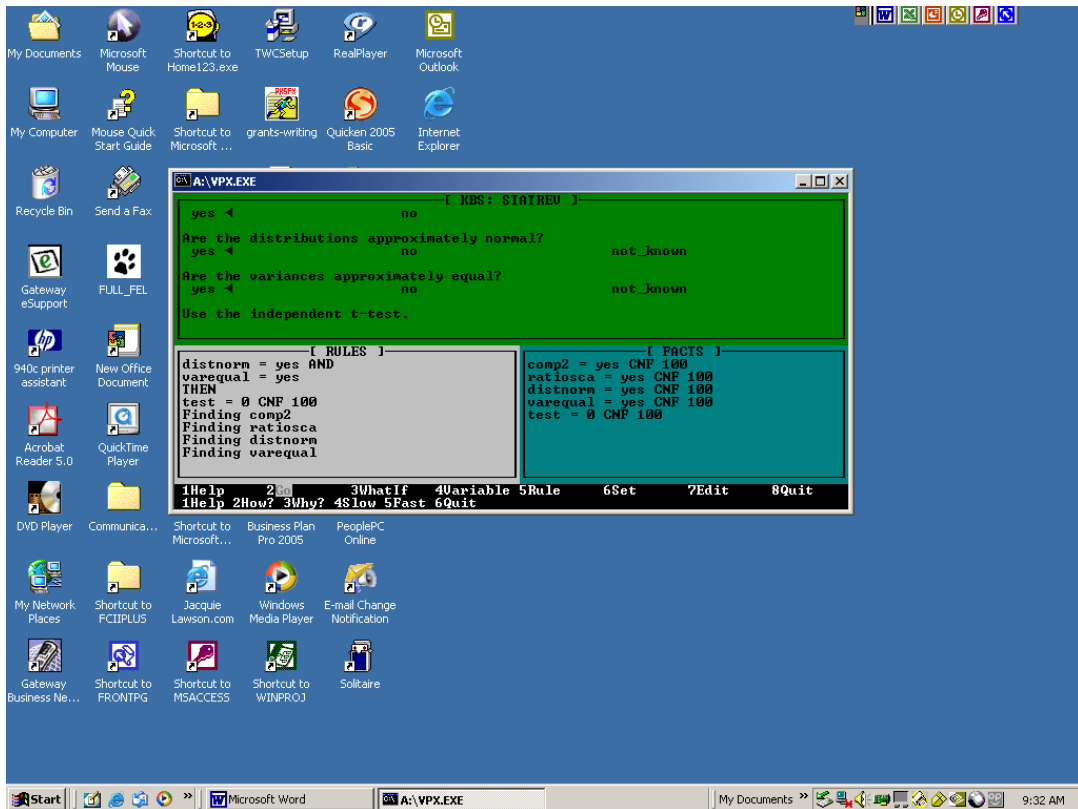 My Documents
Microsoft Mouse
Shortcut to Home123.exe
TWCSetup
RealPlayer
Microsoft Outlook
My Computer
Mouse Quick Start Guide
Shortcut to Microsoft ...
PKSFX
grants-writing
Quicken 2005 Basic
Internet Explorer
Recycle Bin
Send a Fax
Gateway eSupport
FULL_FEL
940c printer assistant
New Office Document
Acrobat Reader 5.0
QuickTime Player
DVD Player
Communica...
Shortcut to Microsoft...
Business Plan Pro 2005
PeoplePC Online
My Network Places
Shortcut to FCIIPLUS
Jacquie Lawson.com
Windows Media Player
E-mail Change Notification
Gateway Business Ne...
Shortcut to FRONTPG
Shortcut to MSACCESS
Shortcut to WINPROJ
Solitaire
A:\VPX.EXE
[ KBS: STATREV ]
yes ◄ no
Are the distributions approximately normal?
yes ◄ no not_known
Are the variances approximately equal?
yes ◄ no not_known
Use the independent t-test.
[ RULES ]
distnorm = yes AND
varequal = yes
THEN
test = 0 CNF 100
Finding comp2
Finding ratiosca
Finding distnorm
Finding varequal
[ FACTS ]
comp2 = yes CNF 100
ratiosca = yes CNF 100
distnorm = yes CNF 100
varequal = yes CNF 100
test = 0 CNF 100
1Help 2Go 3WhatIf 4Variable 5Rule 6Set 7Edit 8Quit
1Help 2How? 3Why? 4Slow 5Fast 6Quit
Start
»
Microsoft Word
A:\VPX.EXE
My Documents »
9:32 AM